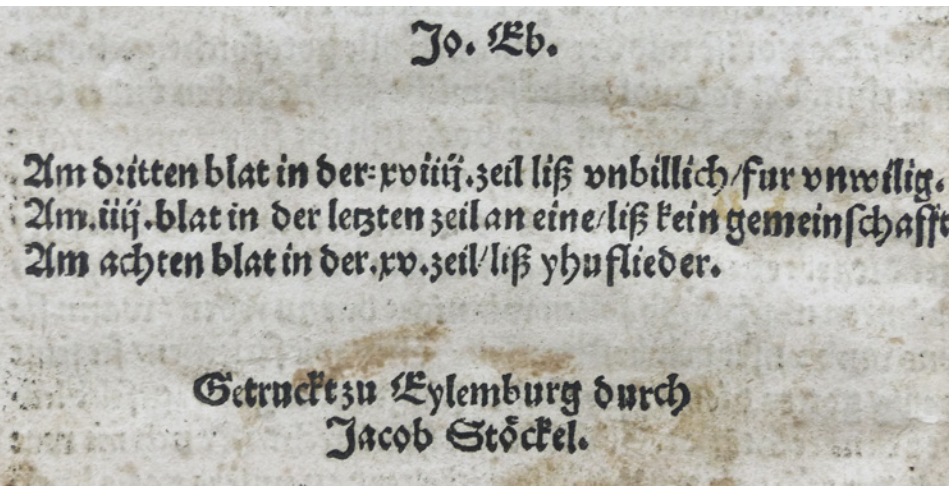 Jo. Eb.
Am dritten blat in der: xviiij. zeil liß vnbillich / fur vnwilig.
Am. iiij. blat in der letzten zeil an eine / liß kein gemeinschafft
Am achten blat in der. xv. zeil / liß yhu flieder.
Getruckt zu Eylemburg durch
Jacob Stöckel.